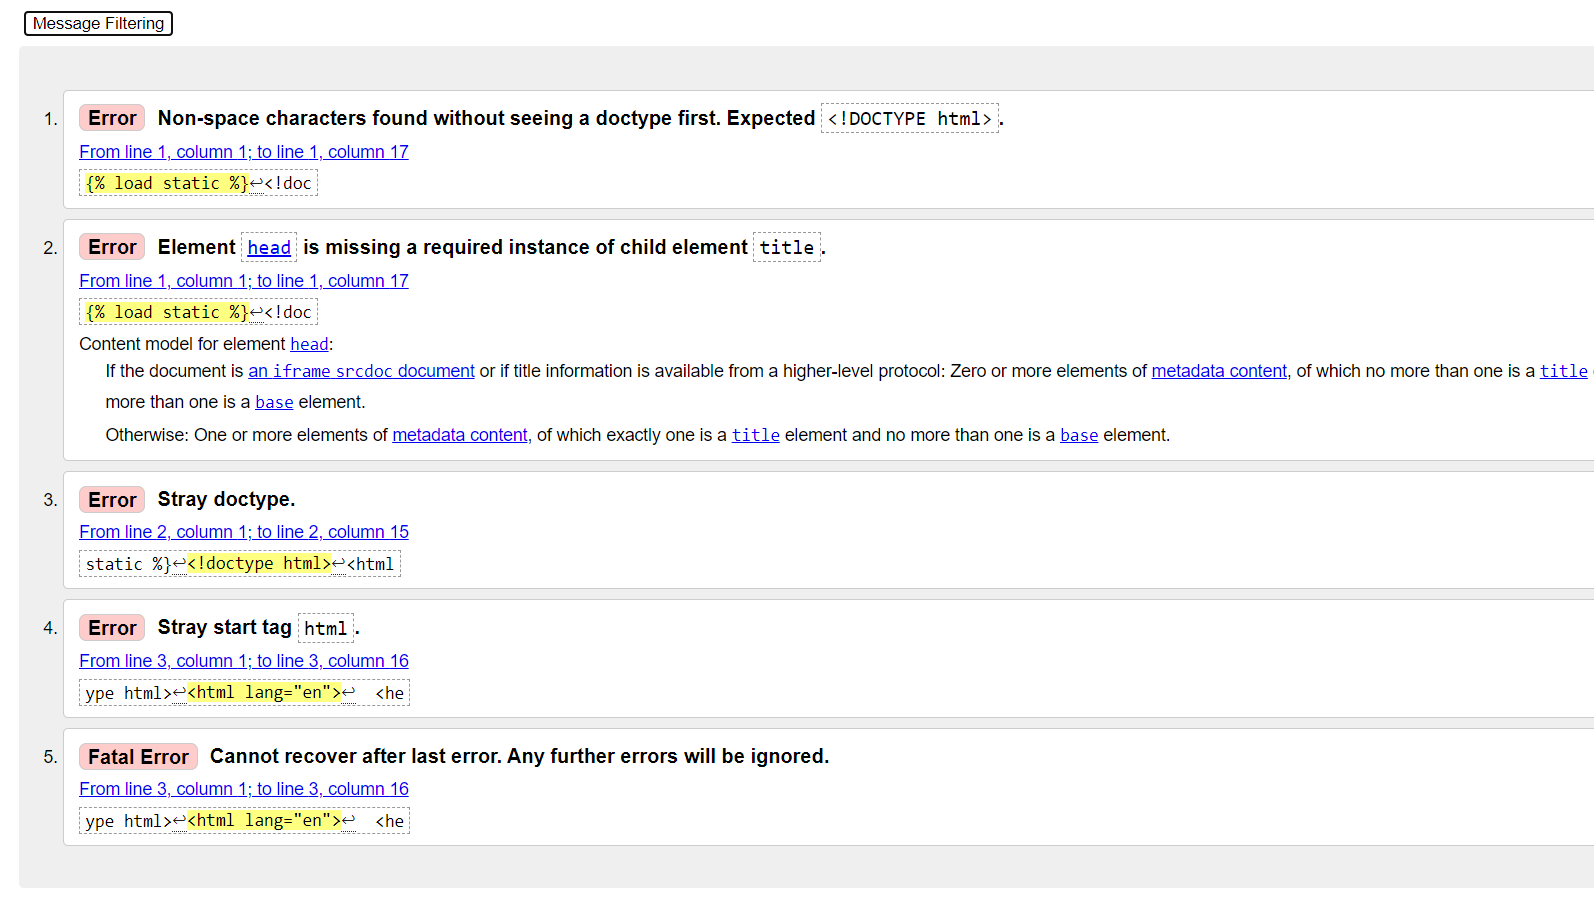 Message Filtering
1. Error Non-space characters found without seeing a doctype first. Expected <!DOCTYPE html>.
From line 1, column 1; to line 1, column 17
{% load static %}↩<!doc
2. Error Element head is missing a required instance of child element title.
From line 1, column 1; to line 1, column 17
{% load static %}↩<!doc
Content model for element head:
If the document is an iframe srcdoc document or if title information is available from a higher-level protocol: Zero or more elements of metadata content, of which no more than one is a title
more than one is a base element.
Otherwise: One or more elements of metadata content, of which exactly one is a title element and no more than one is a base element.
3. Error Stray doctype.
From line 2, column 1; to line 2, column 15
static %}↩<!doctype html>↩<html
4. Error Stray start tag html.
From line 3, column 1; to line 3, column 16
ype html>↩<html lang="en">↩  <he
5. Fatal Error Cannot recover after last error. Any further errors will be ignored.
From line 3, column 1; to line 3, column 16
ype html>↩<html lang="en">↩  <he